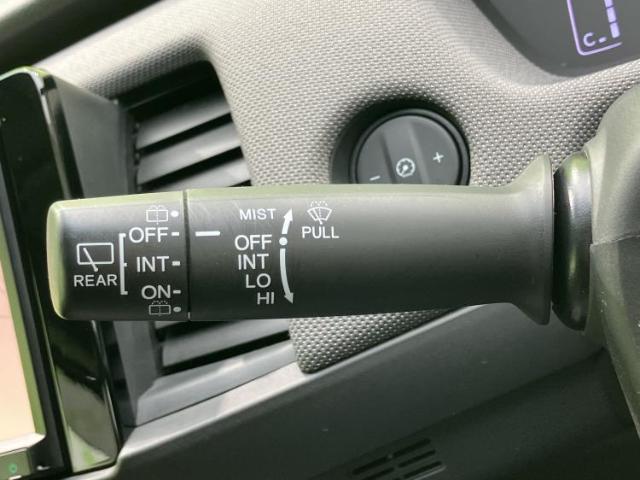 C
− +
MIST
OFF OFF PULL
INT INT
REAR LO
ON HI